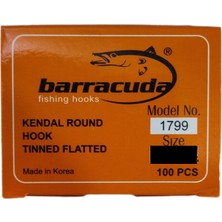 ®
barracuda
fishing hooks
Model No.
1799
KENDAL ROUND
HOOK
TINNED FLATTED
Size
Made in Korea
100 PCS